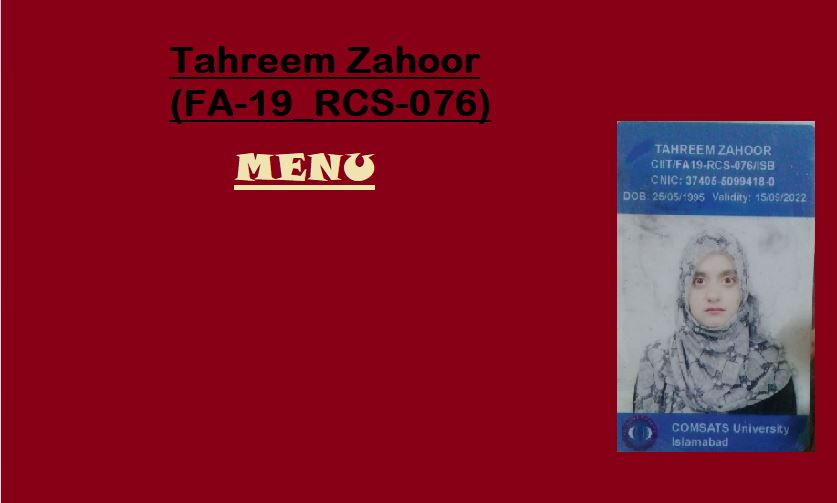 Tahreem Zahoor
(FA-19_RCS-076)
MENU
TAHREEM ZAHOOR
CIIT/FA19-RCS-076/ISB
CNIC: 37405-5099418-0
DOB: 25/05/1995 Validity: 15/09/2022
COMSATS University
Islamabad